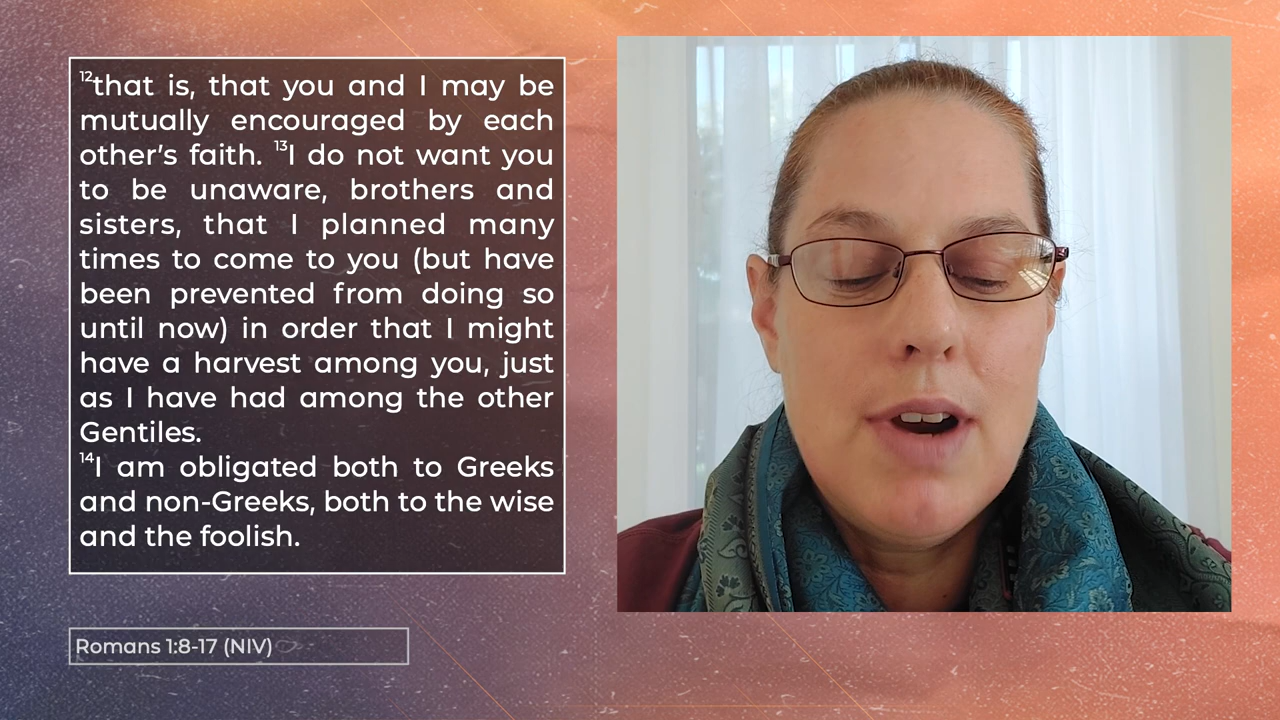 ¹²that is, that you and I may be
mutually encouraged by each
other's faith. ¹³I do not want you
to be unaware, brothers and
sisters, that I planned many
times to come to you (but have
been prevented from doing so
until now) in order that I might
have a harvest among you, just
as I have had among the other
Gentiles.
¹⁴I am obligated both to Greeks
and non-Greeks, both to the wise
and the foolish.
Romans 1:8-17 (NIV)